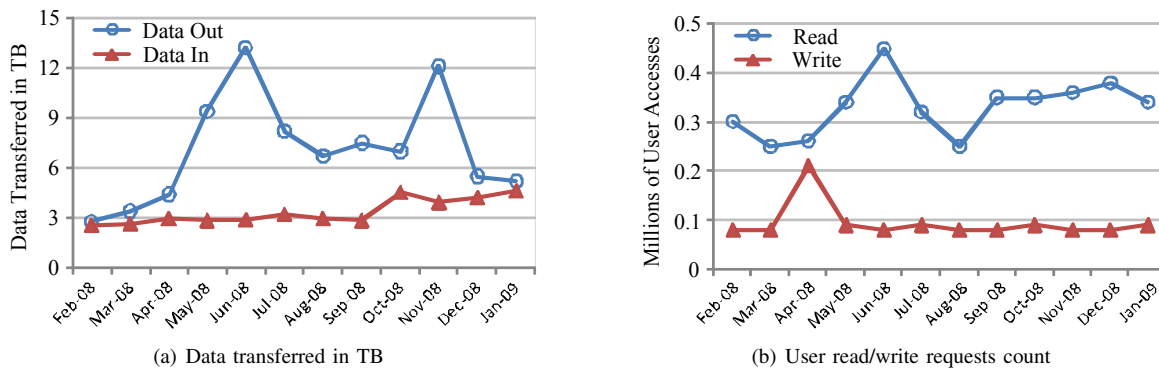 15
12
9
6
3
0
Data Transferred in TB
Data Out
Data In
Feb-08
Mar-08
Apr-08
May-08
Jun-08
Jul-08
Aug-08
Sep-08
Oct-08
Nov-08
Dec-08
Jan-09
(a) Data transferred in TB
0.5
0.4
0.3
0.2
0.1
0
Millions of User Accesses
Read
Write
Feb-08
Mar-08
Apr-08
May-08
Jun-08
Jul-08
Aug-08
Sep-08
Oct-08
Nov-08
Dec-08
Jan-09
(b) User read/write requests count